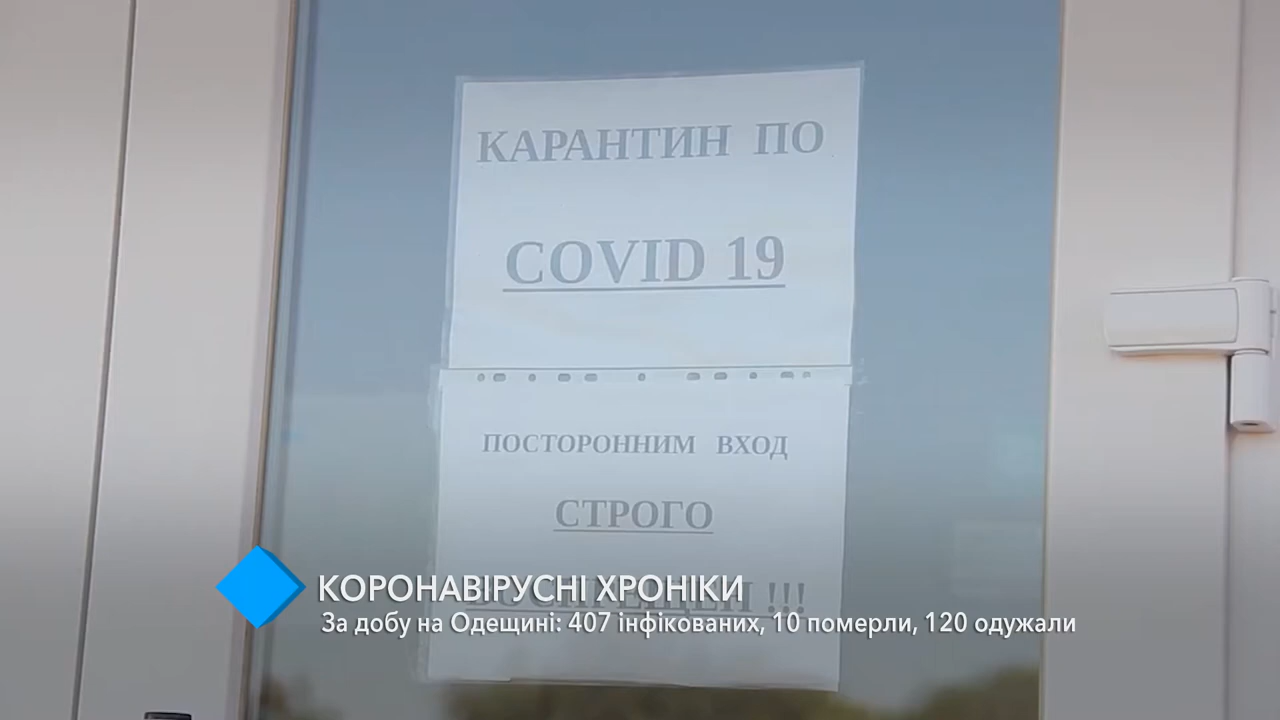 КАРАНТИН ПО
COVID 19
ПОСТОРОННИМ ВХОД
СТРОГО
!!!
КОРОНАВІРУСНІ ХРОНІКИ
За добу на Одещині: 407 інфікованих, 10 померли, 120 одужали